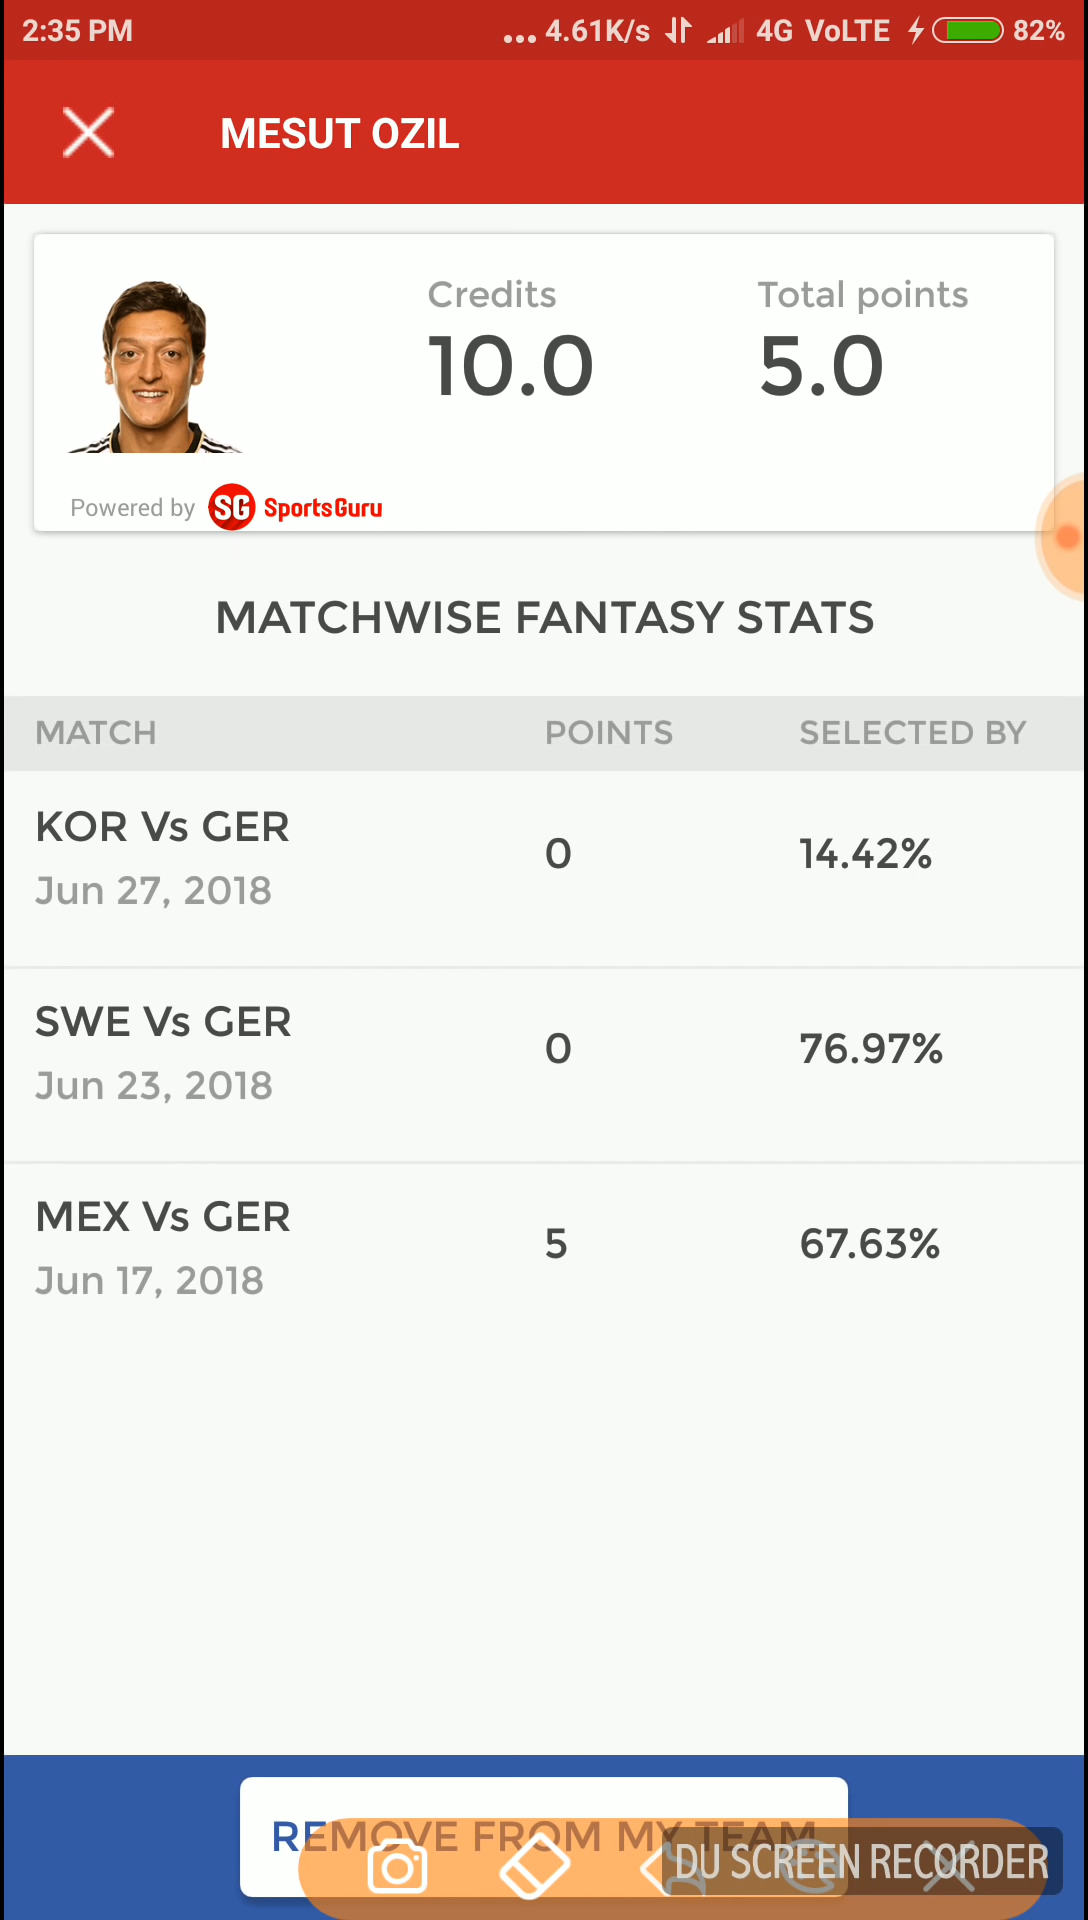 2:35 PM ... 4.61K/s 4G VoLTE 82%
MESUT OZIL
Credits Total points
10.0 5.0
Powered by SG SportsGuru
MATCHWISE FANTASY STATS
MATCH POINTS SELECTED BY
KOR Vs GER
0 14.42%
Jun 27, 2018
SWE Vs GER
0 76.97%
Jun 23, 2018
MEX Vs GER
5 67.63%
Jun 17, 2018
REMOVE FROM MY TEAM
DU SCREEN RECORDER